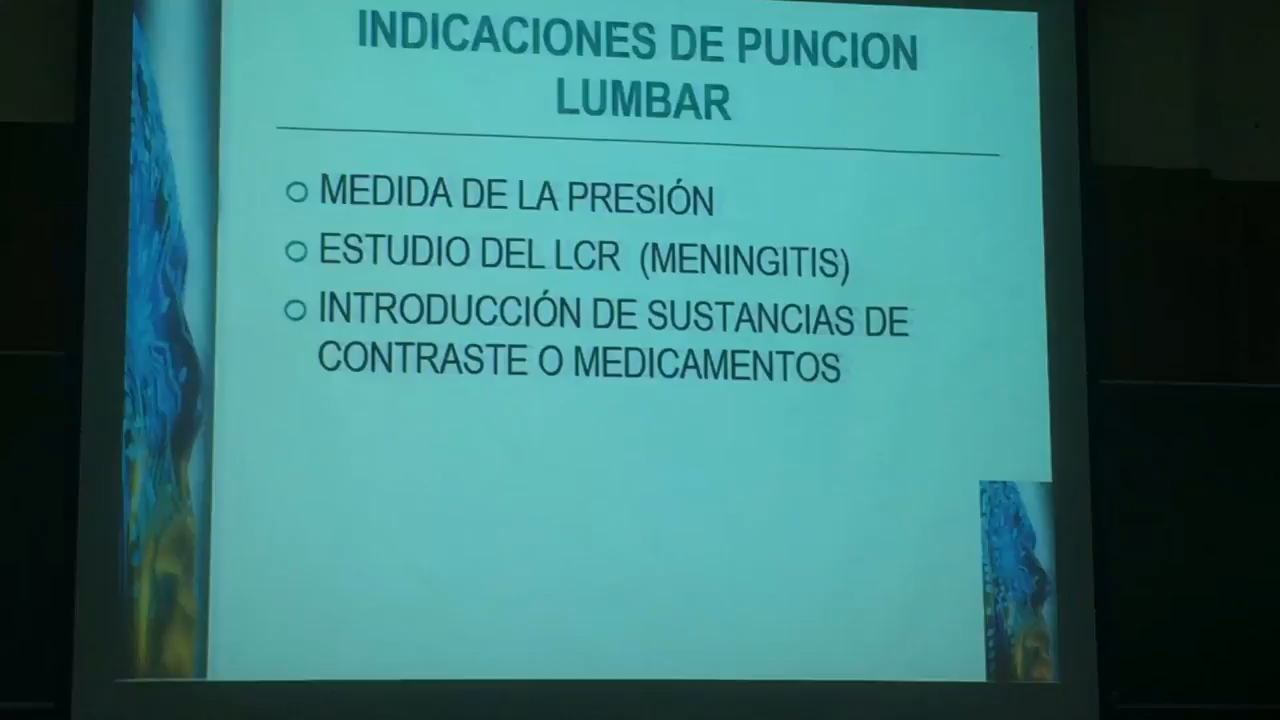 INDICACIONES DE PUNCION
LUMBAR
MEDIDA DE LA PRESIÓN
ESTUDIO DEL LCR (MENINGITIS)
INTRODUCCIÓN DE SUSTANCIAS DE
CONTRASTE O MEDICAMENTOS